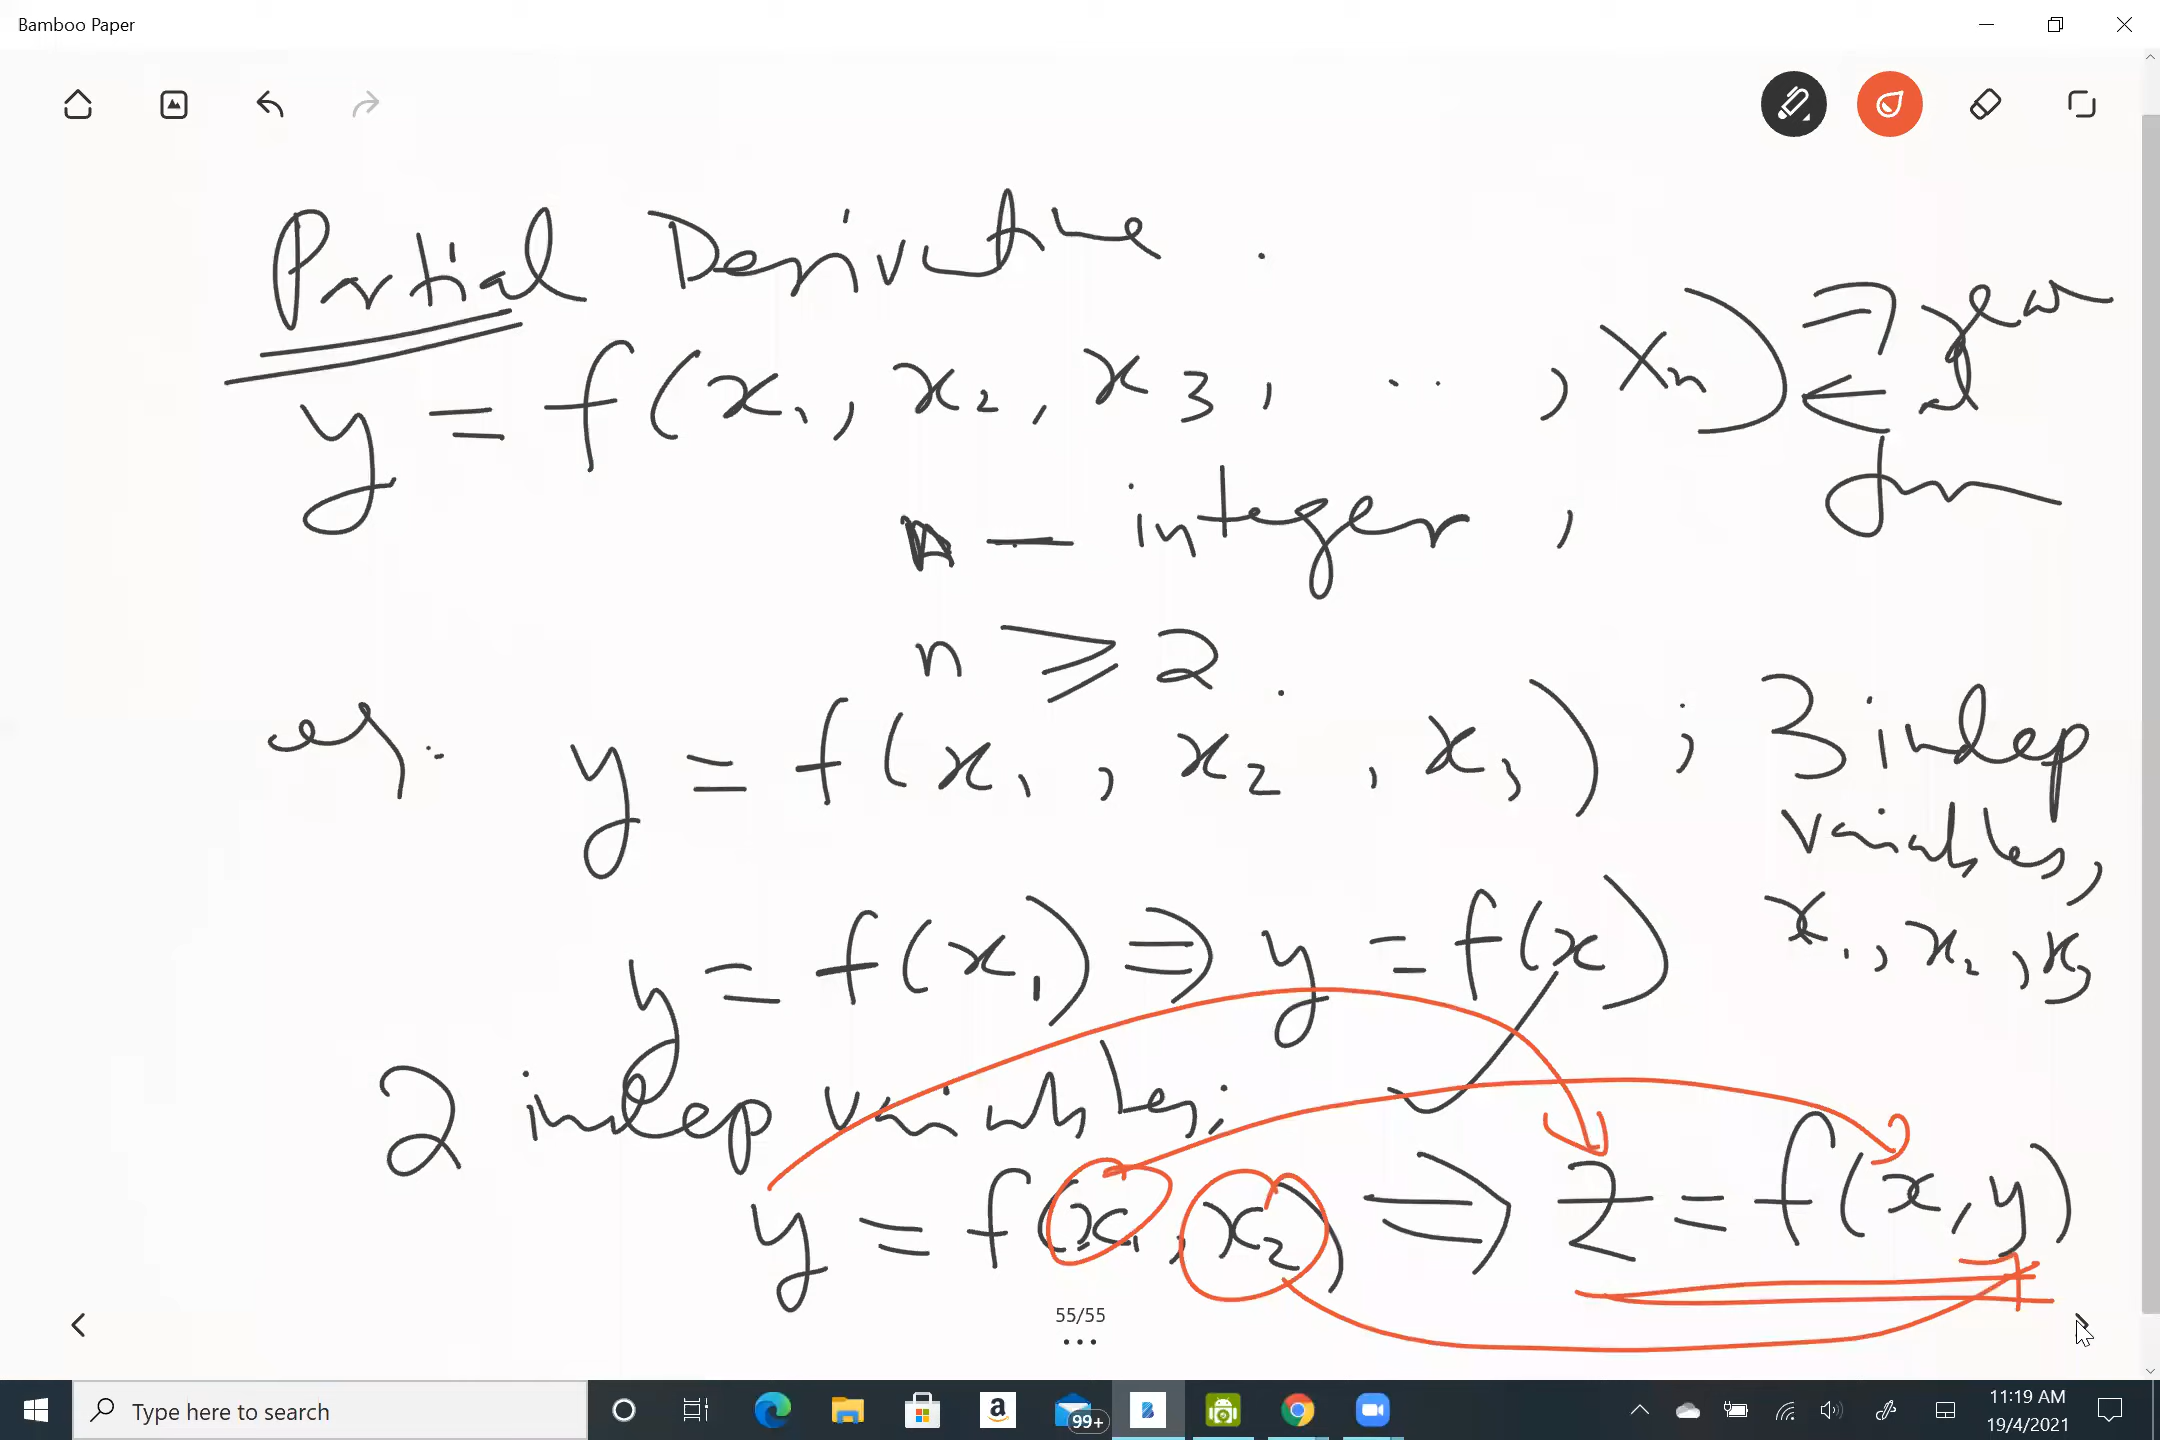 Bamboo Paper
Partial Derivative.
y = f(x₁, x₂, x₃, .. , xₙ) ⇒
n — integer,
n ⩾ 2.
eg. y = f(x₁, x₂, x₃) ; 3 indep
variables,
x₁, x₂, x₃
y = f(x₁) ⇒ y = f(x)
2 indep variables;
y = f(x₁, x₂) ⇒ z = f(x, y)
55/55
Type here to search
a
99+
B
11:19 AM
19/4/2021